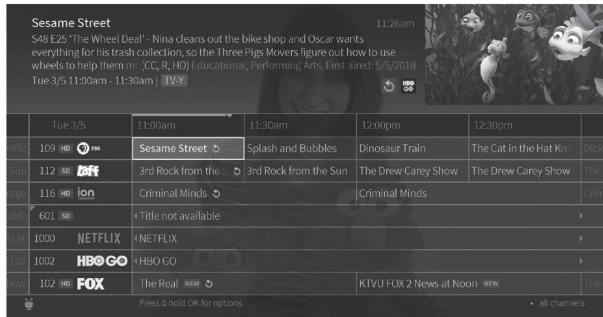 Sesame Street 11:26am
S48 E25 'The Wheel Deal' - Nina cleans out the bike shop and Oscar wants
everything for his trash collection, so the Three Pigs Movers figure out how to use
wheels to help them (CC, R, HD) Educational, Performing Arts, First aired: 5/5/2018
Tue 3/5 11:00am - 11:30am | TV-Y
HBO GO
Tue 3/5 11:00am 11:30am 12:00pm 12:30pm
109 HD PBS Sesame Street Splash and Bubbles Dinosaur Train The Cat in the Hat Kn
Sun 112 SD laff 3rd Rock from the S 3rd Rock from the Sun The Drew Carey Show The Drew Carey Show The
116 HD ion Criminal Minds Criminal Minds
601 SD Title not available
1000 NETFLIX NETFLIX
GO 1002 HBO GO HBO GO
102 HD FOX The Real NEW KTVU FOX 2 News at Noon NEW
Press & hold OK for options • all channels